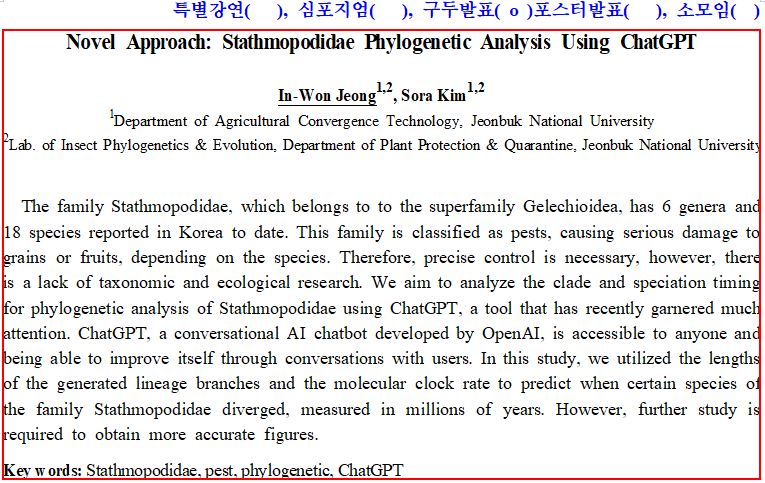 특별강연(   ), 심포지엄(   ), 구두발표( o )포스터발표(   ), 소모임(   )
Novel Approach: Stathmopodidae Phylogenetic Analysis Using ChatGPT
In-Won Jeong1,2, Sora Kim1,2
1Department of Agricultural Convergence Technology, Jeonbuk National University
2Lab. of Insect Phylogenetics & Evolution, Department of Plant Protection & Quarantine, Jeonbuk National University
The family Stathmopodidae, which belongs to to the superfamily Gelechioidea, has 6 genera and
18 species reported in Korea to date. This family is classified as pests, causing serious damage to
grains or fruits, depending on the species. Therefore, precise control is necessary, however, there
is a lack of taxonomic and ecological research. We aim to analyze the clade and speciation timing
for phylogenetic analysis of Stathmopodidae using ChatGPT, a tool that has recently garnered much
attention. ChatGPT, a conversational AI chatbot developed by OpenAI, is accessible to anyone and
being able to improve itself through conversations with users. In this study, we utilized the lengths
of the generated lineage branches and the molecular clock rate to predict when certain species of
the family Stathmopodidae diverged, measured in millions of years. However, further study is
required to obtain more accurate figures.
Key words: Stathmopodidae, pest, phylogenetic, ChatGPT